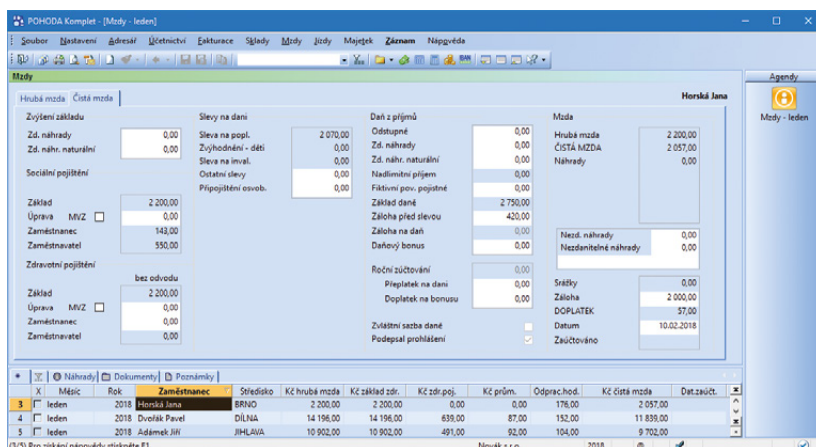 POHODA Komplet - [Mzdy - leden]
Soubor Nastavení Adresář Účetnictví Fakturace Sklady Mzdy Jízdy Majetek Záznam Nápověda
Mzdy
Agendy
Hrubá mzda Čistá mzda
Horská Jana
Mzdy - leden
Zvýšení základu
Zd. náhrady 0,00
Zd. náhr. naturální 0,00
Sociální pojištění
Základ 2 200,00
Úprava MVZ 0,00
Zaměstnanec 143,00
Zaměstnavatel 550,00
Zdravotní pojištění
bez odvodu
Základ 2 200,00
Úprava MVZ 0,00
Zaměstnanec 0,00
Zaměstnavatel 0,00
Slevy na dani
Sleva na popl. 2 070,00
Zvýhodnění - děti 0,00
Sleva na inval. 0,00
Ostatní slevy 0,00
Připojištění osvob. 0,00
Daň z příjmů
Odstupné 0,00
Zd. náhrady 0,00
Zd. náhr. naturální 0,00
Nadlimitní příjem 0,00
Fiktivní pov. pojistné 0,00
Základ daně 2 750,00
Záloha před slevou 420,00
Záloha na daň 0,00
Daňový bonus 0,00
Roční zúčtování 0,00
Přeplatek na dani 0,00
Doplatek na bonusu 0,00
Zvláštní sazba daně
Podepsal prohlášení
Mzda
Hrubá mzda 2 200,00
ČISTÁ MZDA 2 057,00
Náhrady 0,00
Nezd. náhrady 0,00
Nezdanitelné náhrady 0,00
Srážky 0,00
Záloha 2 000,00
DOPLATEK 57,00
Datum 10.02.2018
Zaúčtováno
* Náhrady Dokumenty Poznámky
X Měsíc Rok Zaměstnanec Středisko Kč hrubá mzda Kč základ zdr. Kč zdr.poj. Kč prům. Odprac.hod. Kč čistá mzda Dat.zaúčt.
3 leden 2018 Horská Jana BRNO 2 200,00 2 200,00 0,00 0,00 176,00 2 057,00
4 leden 2018 Dvořák Pavel DÍLNA 14 196,00 14 196,00 639,00 87,00 152,00 11 839,00
5 leden 2018 Adámek Jiří JIHLAVA 10 902,00 10 902,00 491,00 92,00 104,00 9 702,00
(3/5) Pro získání nápovědy stiskněte F1. Novák s.r.o. 2018 @